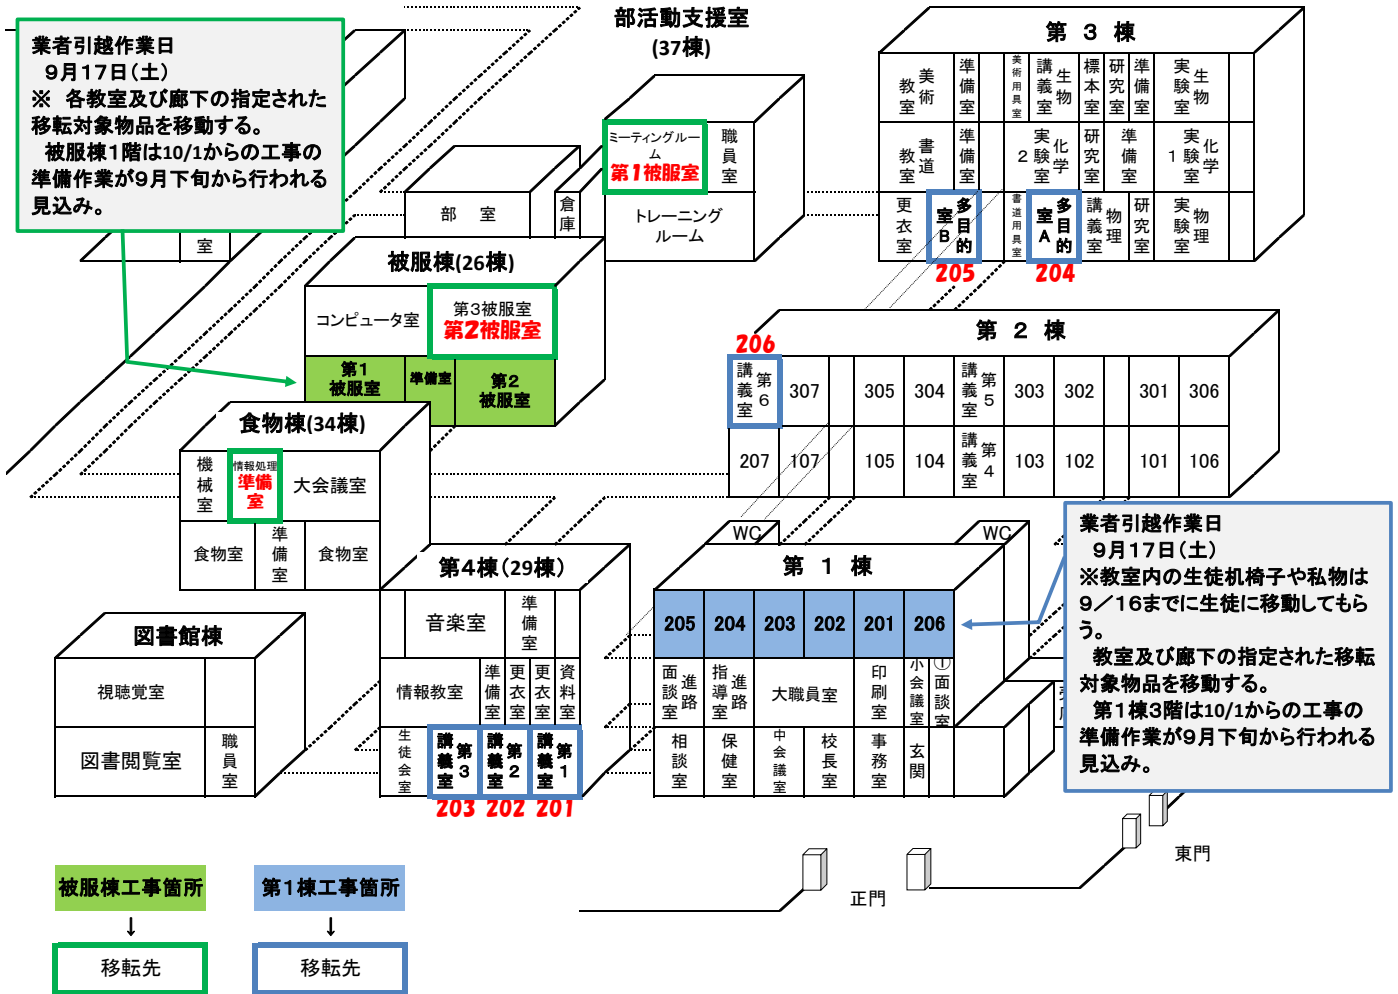 業者引越作業日
９月１７日（土）
※　各教室及び廊下の指定された
移転対象物品を移動する。
被服棟１階は10/1からの工事の
準備作業が９月下旬から行われる
見込み。
室
部活動支援室
(37棟)
ミーティングルーム
第1被服室
職員室
トレーニング
ルーム
部　室
倉庫
第 ３ 棟
美術教室
準備室
美術用具室
生物講義室
標本室
研究室
準備室
生物実験室
書道教室
準備室
化学実験室２
研究室
準備室
化学実験室１
更衣室
多目的室B
書道用具室
多目的室A
物理講義室
研究室
物理実験室
205
204
被服棟(26棟)
コンピュータ室
第３被服室
第2被服室
第１
被服室
準備室
第２
被服室
206
第 ２ 棟
第６講義室
307
305
304
第５講義室
303
302
301
306
207
107
105
104
第４講義室
103
102
101
106
食物棟(34棟)
機械室
情報処理
準備室
大会議室
食物室
準備室
食物室
第４棟(29棟)
音楽室
準備室
情報教室
準備室
更衣室
更衣室
資料室
生徒会室
第３講義室
第２講義室
第１講義室
203
202
201
図書館棟
視聴覚室
図書閲覧室
職員室
WC
WC
第 １ 棟
205
204
203
202
201
206
進路面談室
進路指導室
大職員室
印刷室
小会議室
①面談室
相談室
保健室
中会議室
校長室
事務室
玄関
業者引越作業日
９月１７日（土）
※教室内の生徒机椅子や私物は
９／16までに生徒に移動してもら
う。
教室及び廊下の指定された移転
対象物品を移動する。
第１棟３階は10/1からの工事の
準備作業が９月下旬から行われる
見込み。
東門
正門
被服棟工事箇所
↓
移転先
第１棟工事箇所
↓
移転先